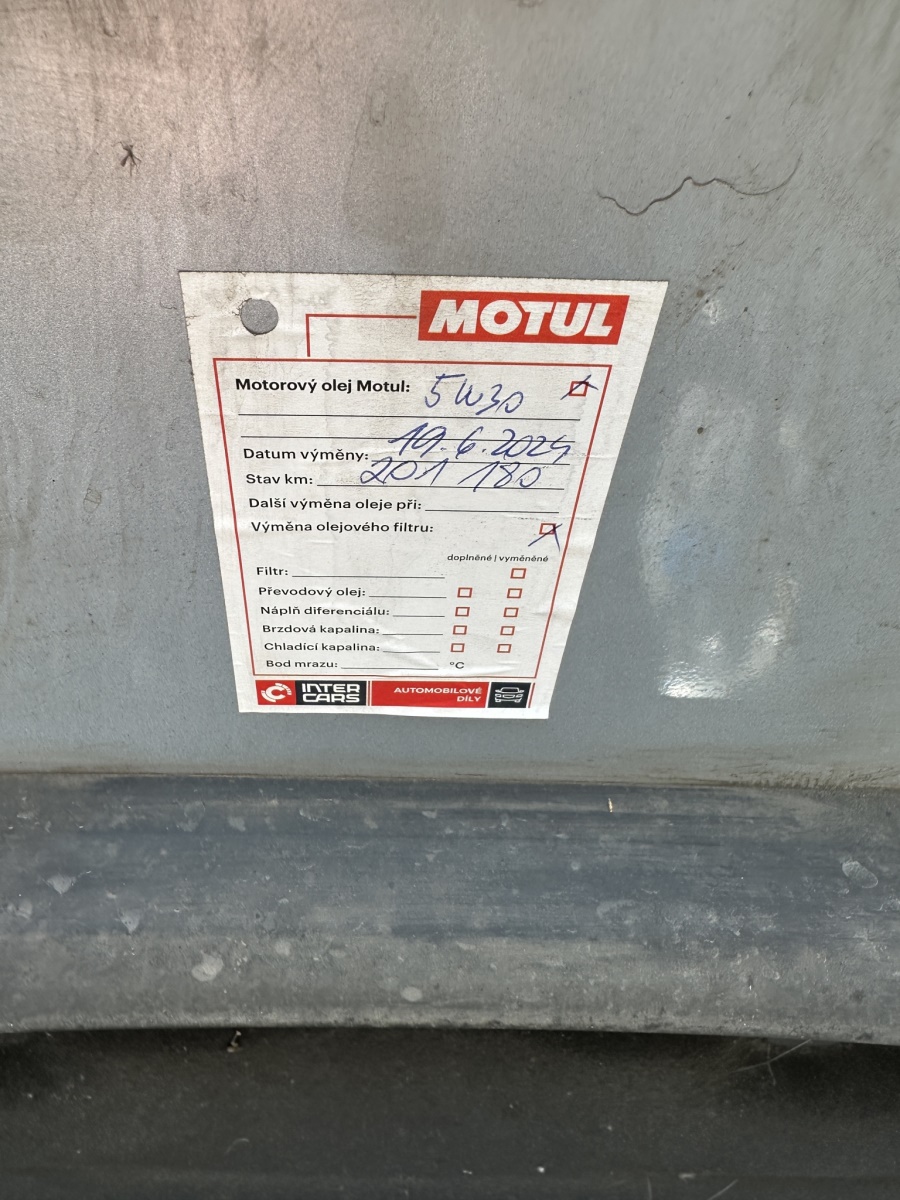 MOTUL
Motorový olej Motul: 5W30
Datum výměny: 19.6.2024
Stav km: 201 180
Další výměna oleje při:
Výměna olejového filtru:
doplněné | vyměněné
Filtr:
Převodový olej:
Náplň diferenciálu:
Brzdová kapalina:
Chladící kapalina:
Bod mrazu: °C
INTER CARS AUTOMOBILOVÉ DÍLY